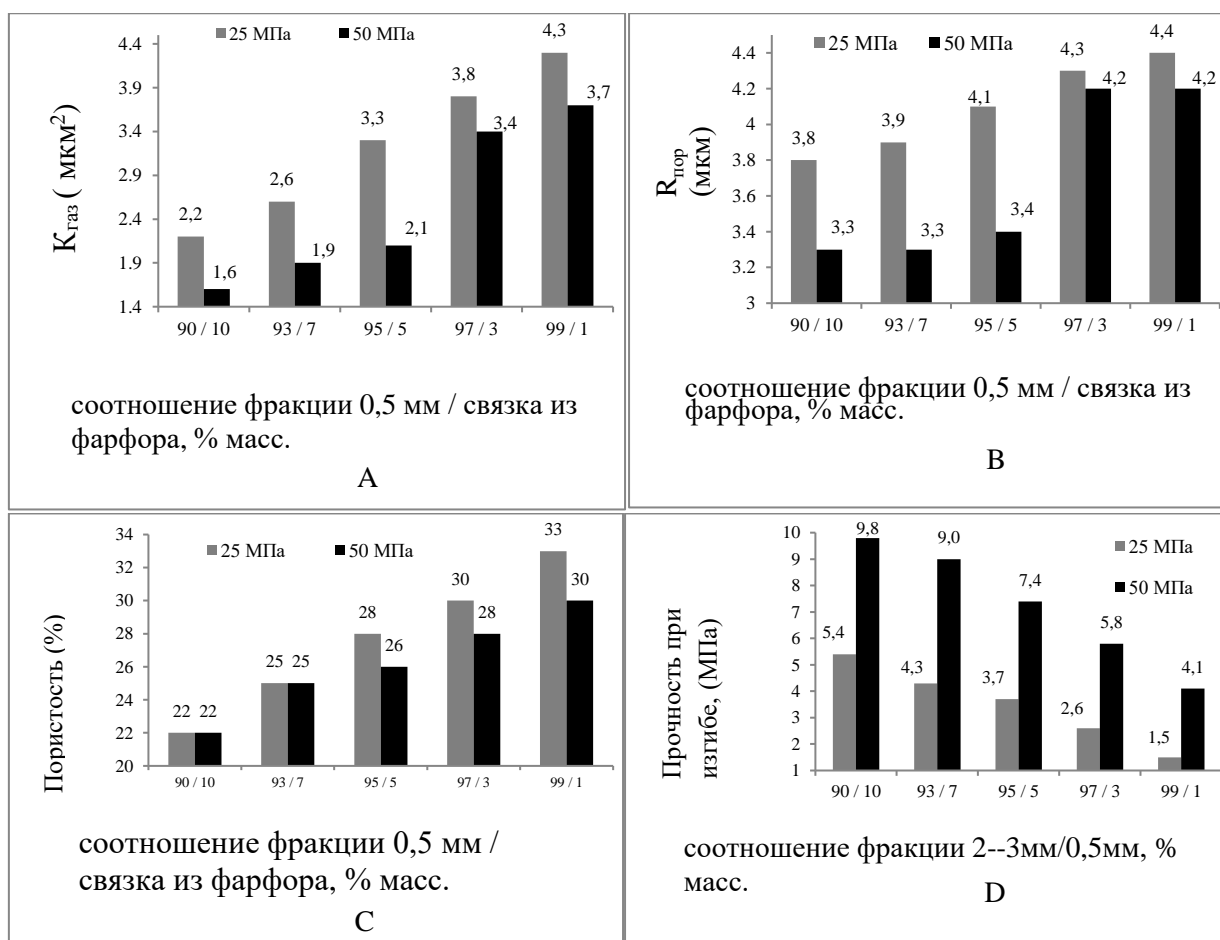 25 МПа 50 МПа
Kгаз ( мкм2)
4.4
3.9
3.4
2.9
2.4
1.9
1.4
2,2
1,6
2,6
1,9
3,3
2,1
3,8
3,4
4,3
3,7
90 / 10 93 / 7 95 / 5 97 / 3 99 / 1
соотношение фракции 0,5 мм / связка из
фарфора, % масс.
A
25 МПа 50 МПа
Rпор
(мкм)
4.4
4.2
4
3.8
3.6
3.4
3.2
3
3,8
3,3
3,9
3,3
4,1
3,4
4,3
4,2
4,4
4,2
90 / 10 93 / 7 95 / 5 97 / 3 99 / 1
соотношение фракции 0,5 мм / связка из
фарфора, % масс.
B
25 МПа 50 МПа
Пористость (%)
34
32
30
28
26
24
22
20
22
22
25
25
28
26
30
28
33
30
90 / 10 93 / 7 95 / 5 97 / 3 99 / 1
соотношение фракции 0,5 мм /
связка из фарфора, % масс.
C
25 МПа
50 МПа
Прочность при
изгибе, (МПа)
10
9
8
7
6
5
4
3
2
1
5,4
9,8
4,3
9,0
3,7
7,4
2,6
5,8
1,5
4,1
90 / 10 93 / 7 95 / 5 97 / 3 99 / 1
соотношение фракции 2--3мм/0,5мм, %
масс.
D